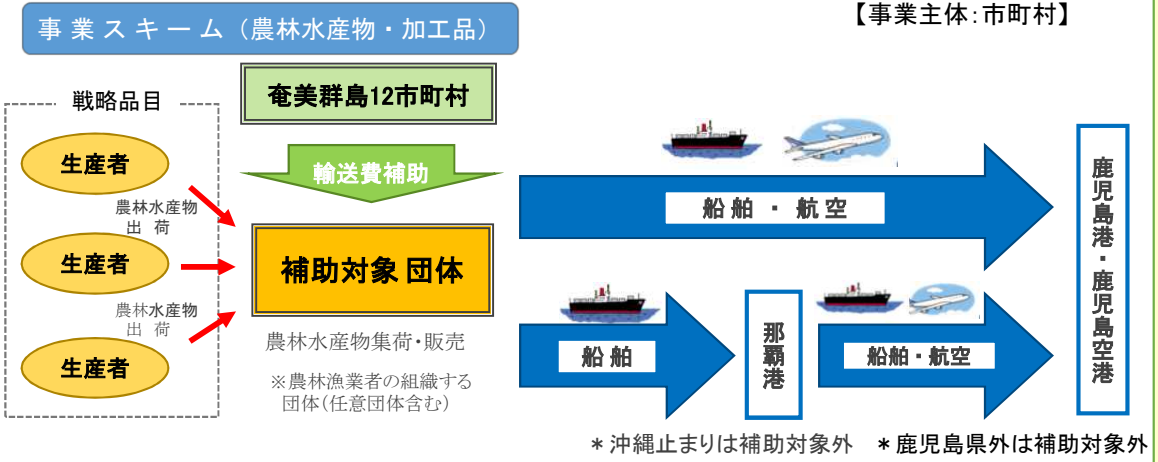 事 業 ス キ ー ム（農林水産物・加工品）
【事業主体:市町村】
奄美群島12市町村
戦略品目
生産者
輸送費補助
農林水産物
出 荷
船 舶 ・ 航 空
鹿児島港・鹿児島空港
生産者
補助対象 団体
農林水産物
出 荷
船 舶
那覇港
船舶・航空
農林水産物集荷・販売
生産者
※農林漁業者の組織する
団体(任意団体含む)
＊沖縄止まりは補助対象外
＊鹿児島県外は補助対象外